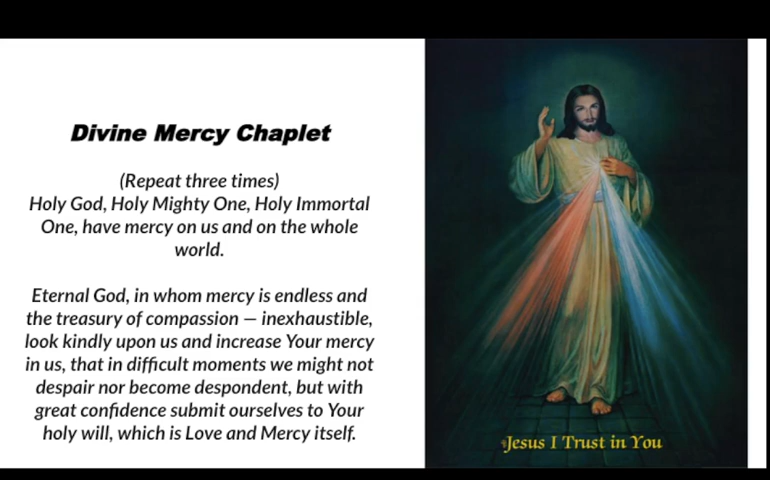 Divine Mercy Chaplet
(Repeat three times)
Holy God, Holy Mighty One, Holy Immortal
One, have mercy on us and on the whole
world.
Eternal God, in whom mercy is endless and
the treasury of compassion — inexhaustible,
look kindly upon us and increase Your mercy
in us, that in difficult moments we might not
despair nor become despondent, but with
great confidence submit ourselves to Your
holy will, which is Love and Mercy itself.
Jesus I Trust in You